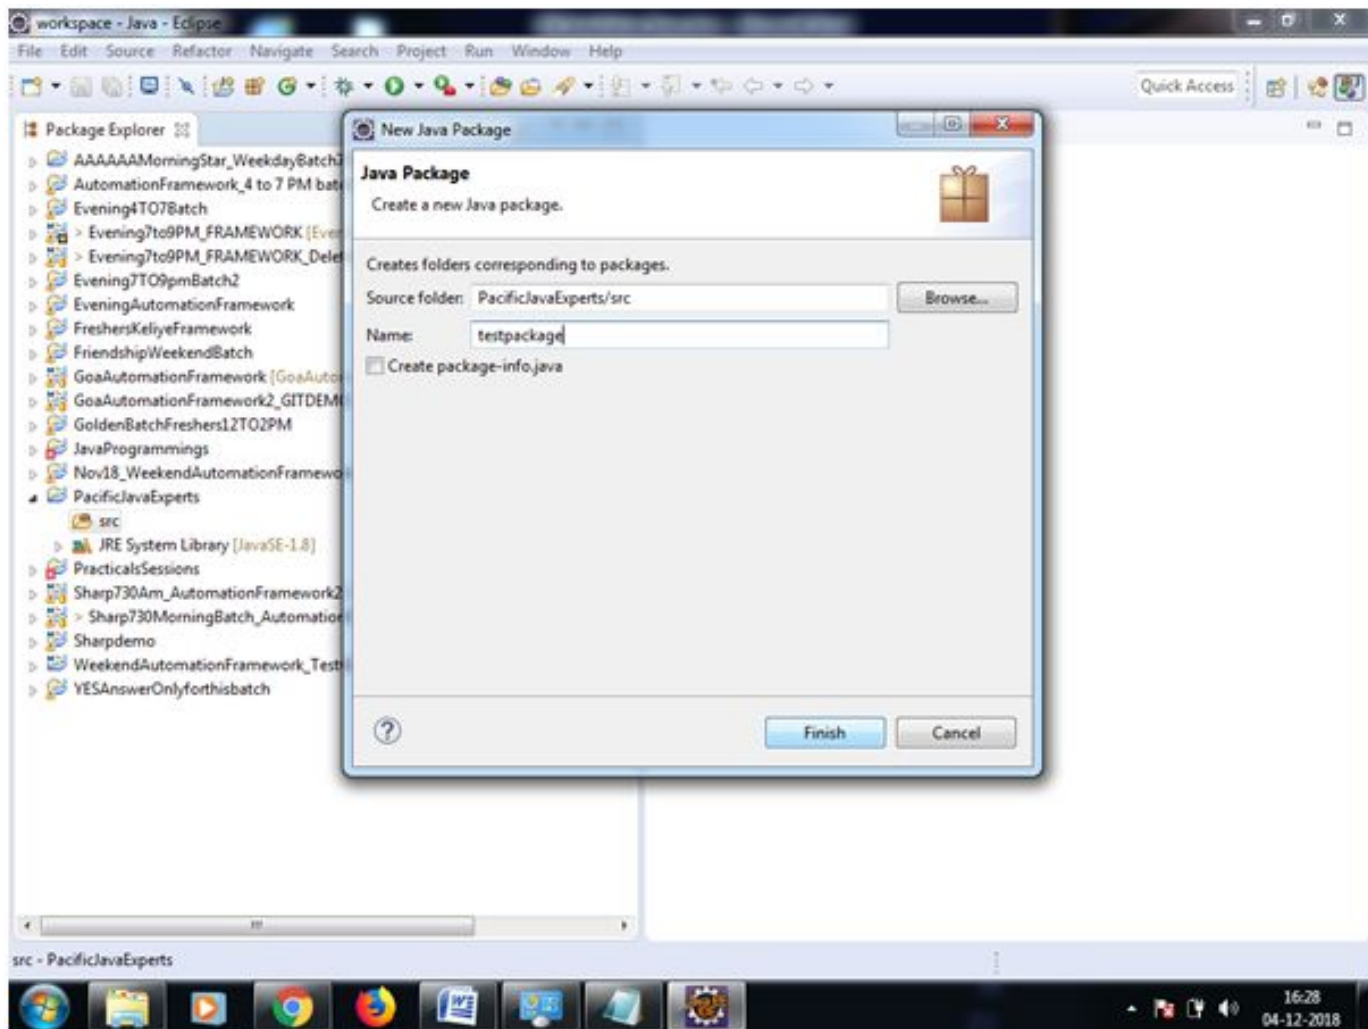 workspace - Java - Eclipse
File Edit Source Refactor Navigate Search Project Run Window Help
Quick Access
Package Explorer
AAAAAAMorningStar_WeekdayBatch
AutomationFramework_4 to 7 PM bat
Evening4TO7Batch
> Evening7to9PM_FRAMEWORK [Ever
> Evening7to9PM_FRAMEWORK_Dele
Evening7TO9pmBatch2
EveningAutomationFramework
FreshersKeliyeFramework
FriendshipWeekendBatch
GoaAutomationFramework [GoaAuto
GoaAutomationFramework2_GITDEM
GoldenBatchFreshers12TO2PM
JavaProgrammings
Nov18_WeekendAutomationFramewo
PacificJavaExperts
src
JRE System Library [JavaSE-1.8]
PracticalsSessions
Sharp730Am_AutomationFramework2
> Sharp730MorningBatch_Automation
Sharpdemo
WeekendAutomationFramework_Test
YESAnswerOnlyforthisbatch
New Java Package
Java Package
Create a new Java package.
Creates folders corresponding to packages.
Source folder: PacificJavaExperts/src Browse...
Name: testpackage
Create package-info.java
Finish Cancel
src - PacificJavaExperts
16:28
04-12-2018